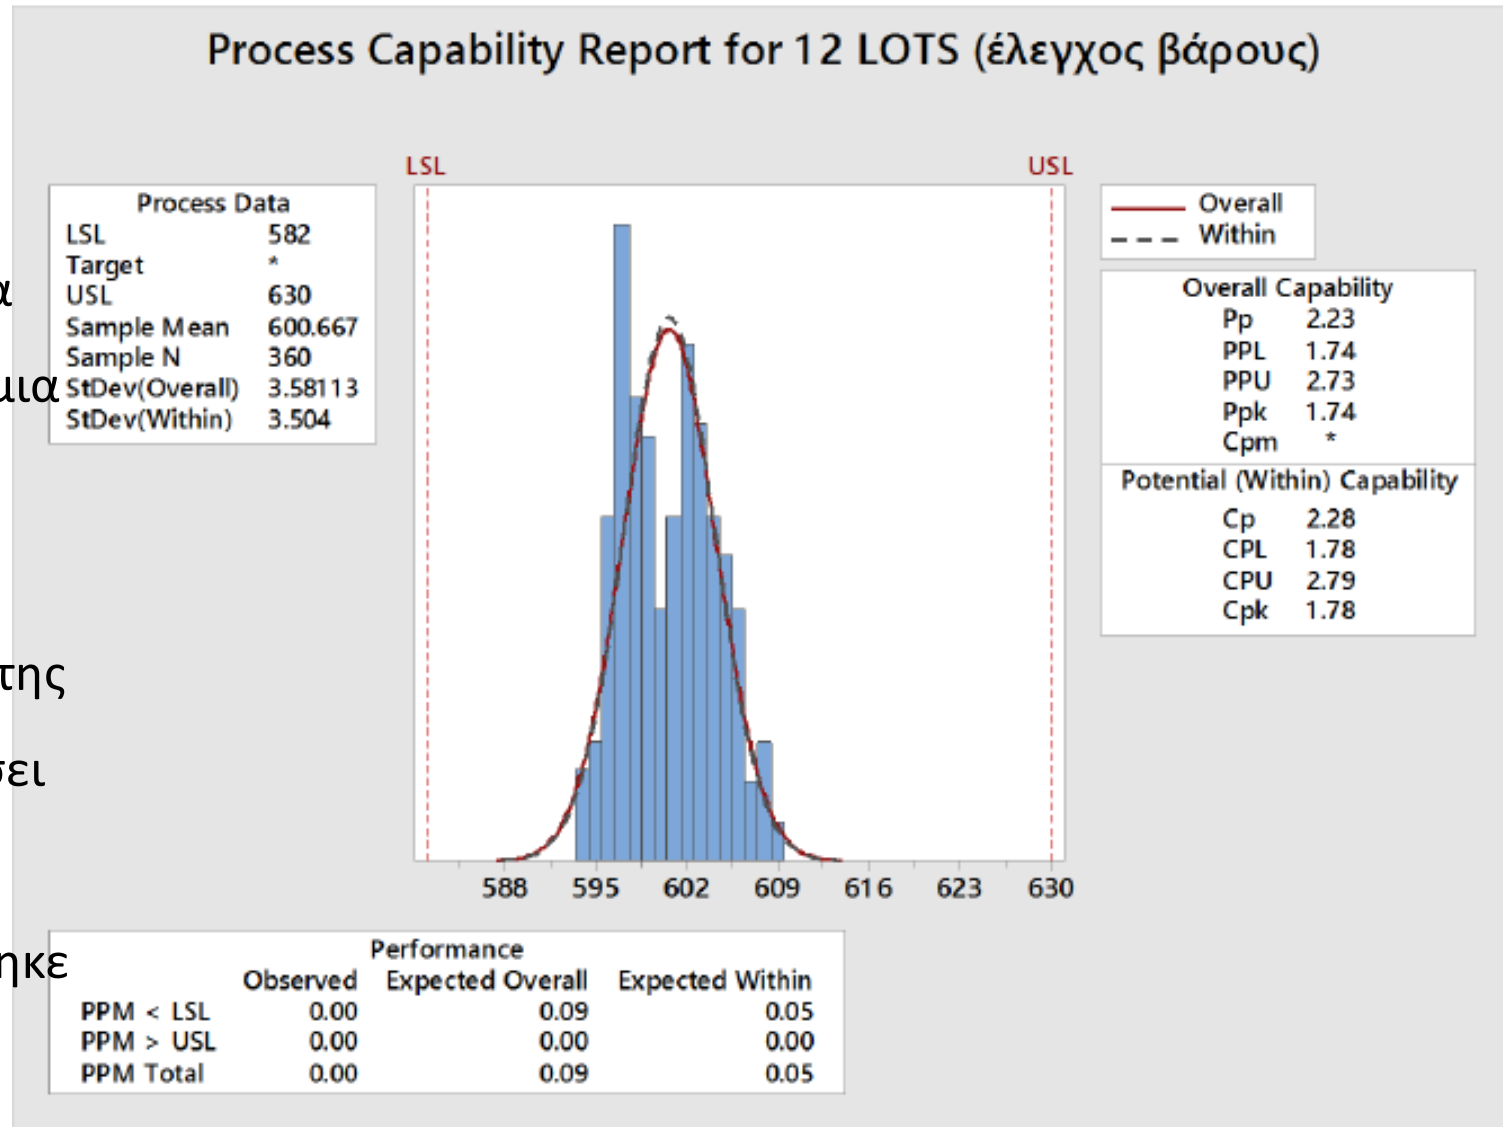 Process Capability Report for 12 LOTS (έλεγχος βάρους)
LSL USL
Process Data
LSL 582
Target *
USL 630
Sample Mean 600.667
Sample N 360
StDev(Overall) 3.58113
StDev(Within) 3.504
α
μια
της
σει
ηκε
Overall
Within
Overall Capability
Pp 2.23
PPL 1.74
PPU 2.73
Ppk 1.74
Cpm *
Potential (Within) Capability
Cp 2.28
CPL 1.78
CPU 2.79
Cpk 1.78
588 595 602 609 616 623 630
Performance
Observed Expected Overall Expected Within
PPM < LSL 0.00 0.09 0.05
PPM > USL 0.00 0.00 0.00
PPM Total 0.00 0.09 0.05